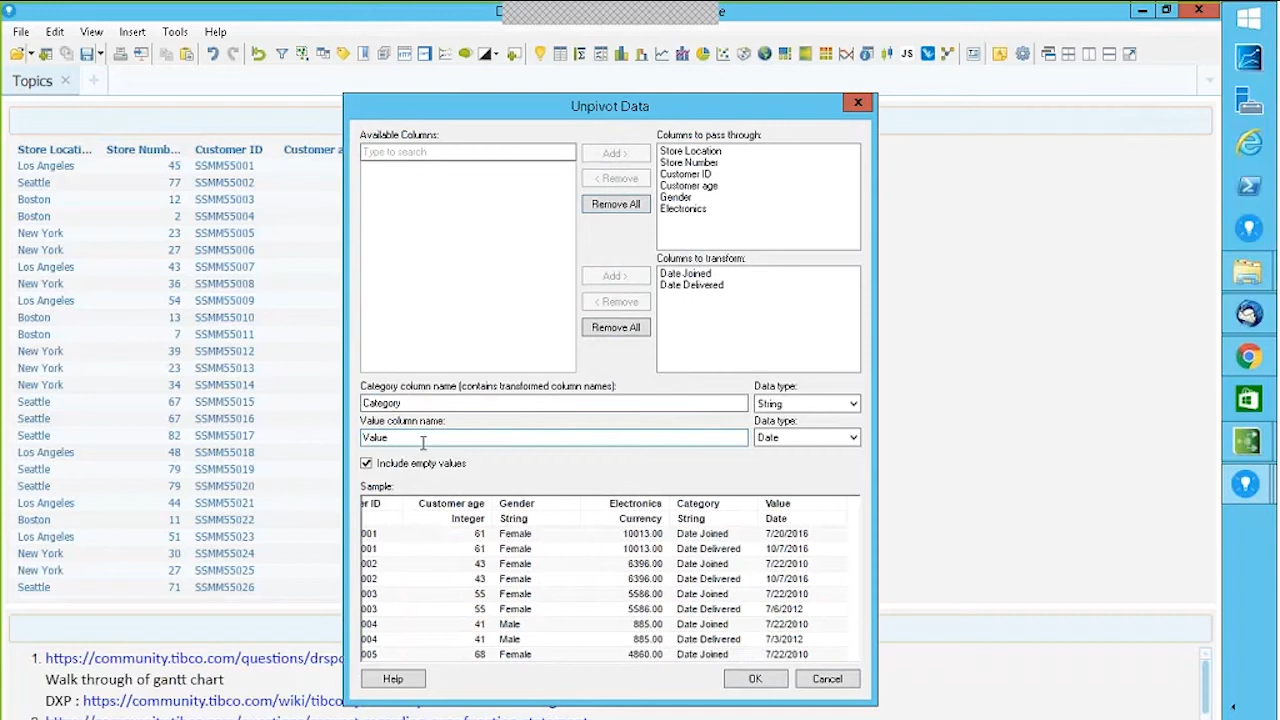 File Edit View Insert Tools Help
JS
Topics
Unpivot Data
Available Columns:
Type to search
Add >
< Remove
Remove All
Columns to pass through:
Store Location
Store Number
Customer ID
Customer age
Gender
Electronics
Add >
< Remove
Remove All
Columns to transform:
Date Joined
Date Delivered
Category column name (contains transformed column names):
Category
Data type:
String
Value column name:
Value
Data type:
Date
Include empty values
Sample:
er ID Customer age Gender Electronics Category Value
Integer String Currency String Date
001 61 Female 10013.00 Date Joined 7/20/2016
001 61 Female 10013.00 Date Delivered 10/7/2016
002 43 Female 6396.00 Date Joined 7/22/2010
002 43 Female 6396.00 Date Delivered 10/7/2016
003 55 Female 5586.00 Date Joined 7/22/2010
003 55 Female 5586.00 Date Delivered 7/6/2012
004 41 Male 885.00 Date Joined 7/22/2010
004 41 Male 885.00 Date Delivered 7/3/2012
005 68 Female 4860.00 Date Joined 7/22/2010
Help OK Cancel
Store Locati... Store Numb... Customer ID Customer a
Los Angeles 45 SSMM55001
Seattle 77 SSMM55002
Boston 12 SSMM55003
Boston 2 SSMM55004
New York 23 SSMM55005
New York 27 SSMM55006
Los Angeles 43 SSMM55007
New York 36 SSMM55008
Los Angeles 54 SSMM55009
Boston 13 SSMM55010
Boston 7 SSMM55011
New York 39 SSMM55012
New York 23 SSMM55013
New York 34 SSMM55014
Seattle 67 SSMM55015
Seattle 67 SSMM55016
Seattle 82 SSMM55017
Los Angeles 48 SSMM55018
Seattle 79 SSMM55019
Seattle 79 SSMM55020
Los Angeles 44 SSMM55021
Boston 11 SSMM55022
Los Angeles 51 SSMM55023
New York 30 SSMM55024
New York 27 SSMM55025
Seattle 71 SSMM55026
1. https://community.tibco.com/questions/drspo
Walk through of gantt chart
DXP : https://community.tibco.com/wiki/tibco